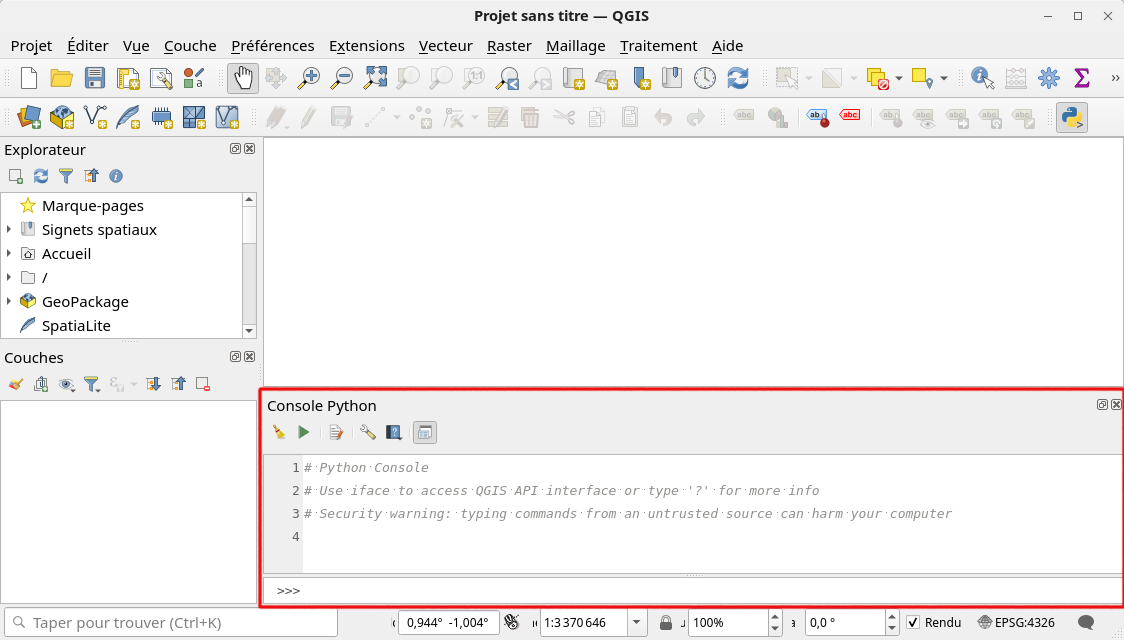 Projet sans titre — QGIS
Projet Éditer Vue Couche Préférences Extensions Vecteur Raster Maillage Traitement Aide
Explorateur
Marque-pages
Signets spatiaux
Accueil
/
GeoPackage
SpatiaLite
Couches
Console Python
1 # Python Console
2 # Use iface to access QGIS API interface or type '?' for more info
3 # Security warning: typing commands from an untrusted source can harm your computer
4
>>>
Taper pour trouver (Ctrl+K) 0,944° -1,004° 1:3 370 646 100% 0,0 ° Rendu EPSG:4326